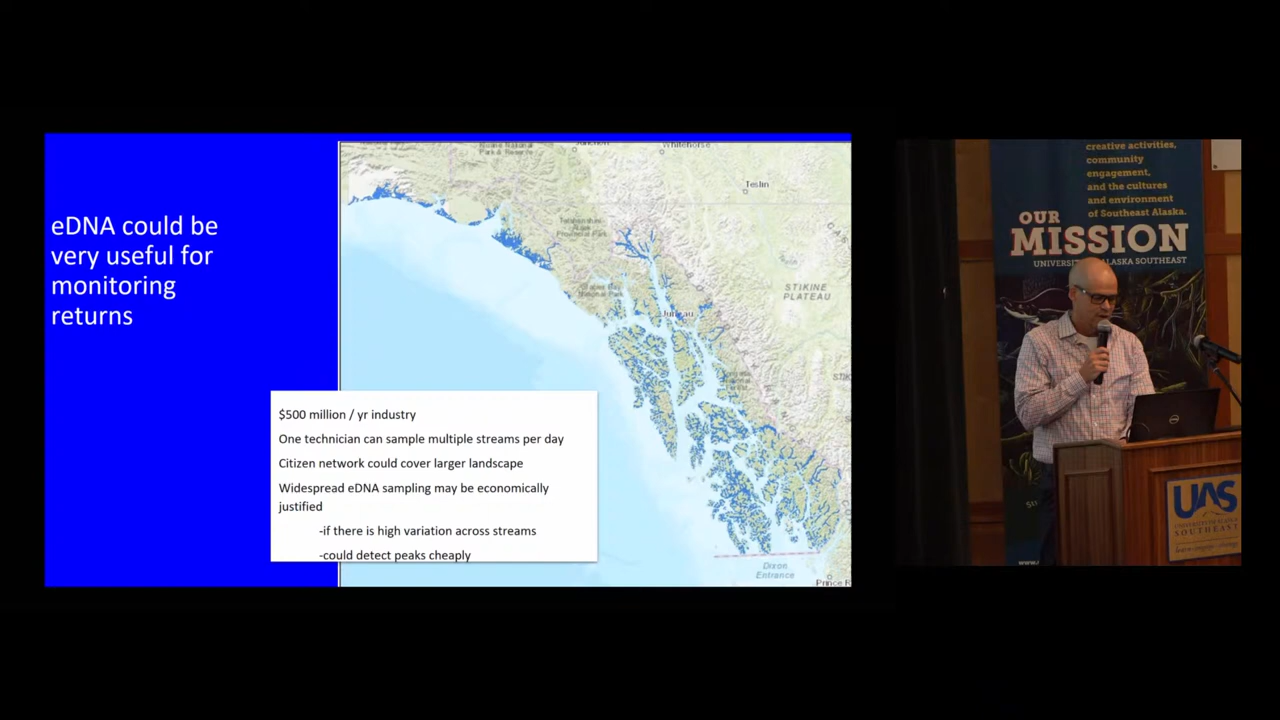 eDNA could be
very useful for
monitoring
returns
$500 million / yr industry
One technician can sample multiple streams per day
Citizen network could cover larger landscape
Widespread eDNA sampling may be economically
justified
-if there is high variation across streams
-could detect peaks cheaply
Whitehorse
Teslin
STIKINE
PLATEAU
Juneau
Dixon
Entrance
Prince R
creative activities,
community
engagement,
and the cultures
and environment
of Southeast Alaska.
OUR
MISSION
ALASKA SOUTHEAST
UAS
UNIVERSITY OF ALASKA
SOUTHEAST